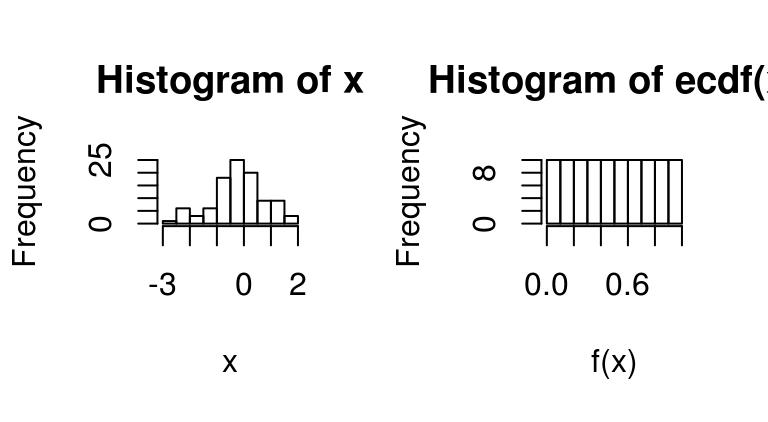 Histogram of x
Frequency
25
0
-3 0 2
x
Histogram of ecdf(
Frequency
8
0
0.0 0.6
f(x)